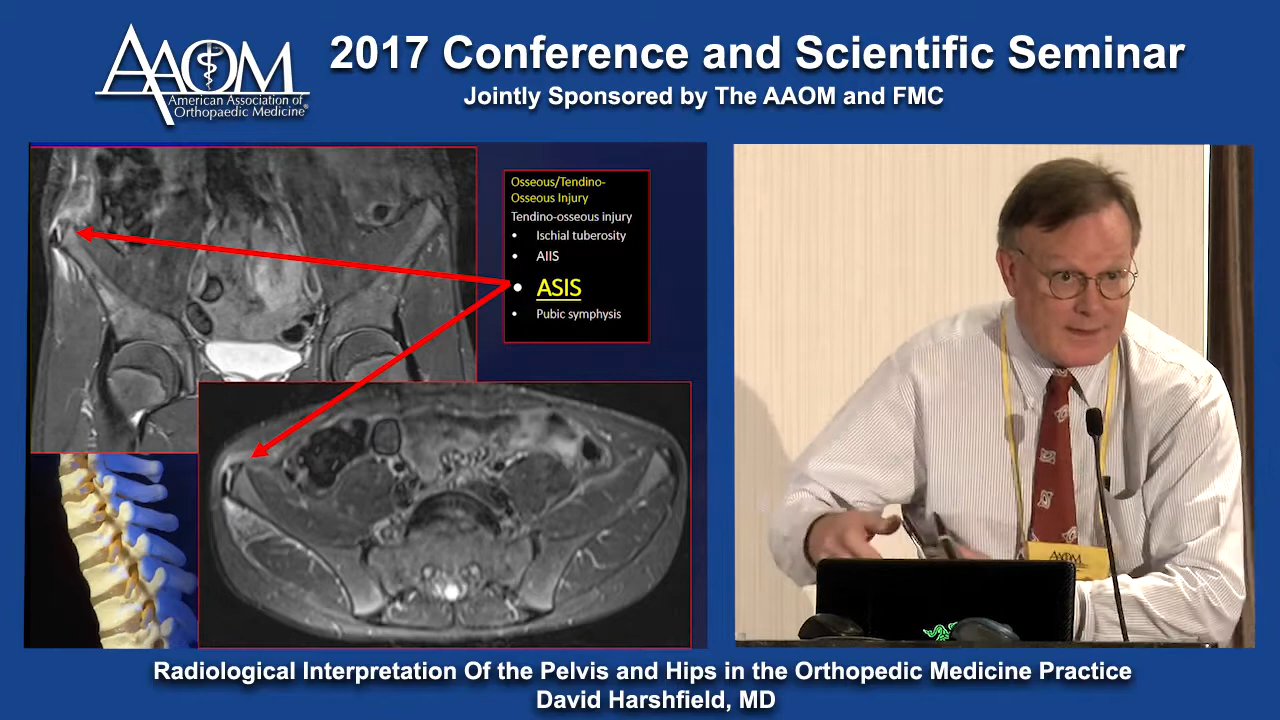 AAOM
American Association of
Orthopaedic Medicine®
2017 Conference and Scientific Seminar
Jointly Sponsored by The AAOM and FMC
Osseous/Tendino-
Osseous Injury
Tendino-osseous injury
• Ischial tuberosity
• AIIS
• ASIS
• Pubic symphysis
AAOM
Radiological Interpretation Of the Pelvis and Hips in the Orthopedic Medicine Practice
David Harshfield, MD